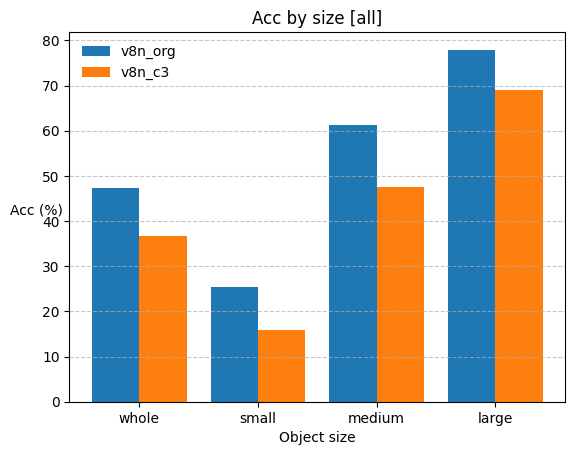 Acc by size [all]
80
70
60
50
40
30
20
10
0
Acc (%)
v8n_org
v8n_c3
whole
small
medium
large
Object size